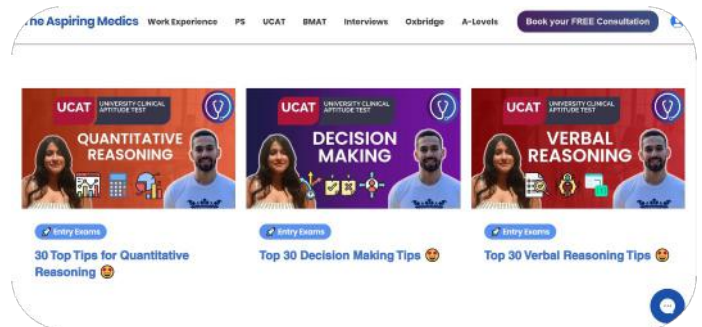 The Aspiring Medics Work Experience PS UCAT BMAT Interviews Oxbridge A-Levels Book your FREE Consultation
UCAT UNIVERSITY CLINICAL APTITUDE TEST
QUANTITATIVE
REASONING
UCAT UNIVERSITY CLINICAL APTITUDE TEST
DECISION
MAKING
UCAT UNIVERSITY CLINICAL APTITUDE TEST
VERBAL
REASONING
Entry Exams
Entry Exams
Entry Exams
30 Top Tips for Quantitative
Reasoning 🤩
Top 30 Decision Making Tips 🤩
Top 30 Verbal Reasoning Tips 🤩